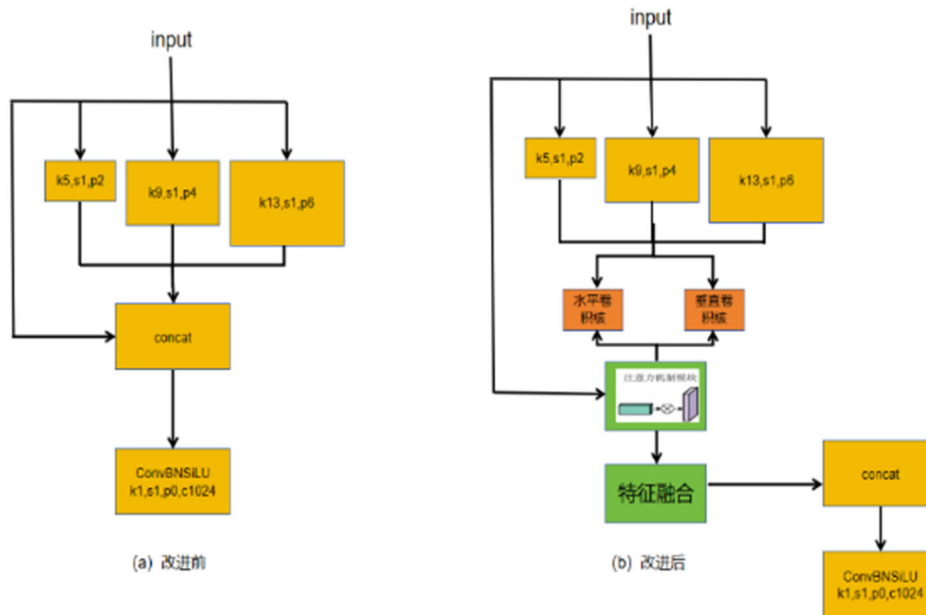 input
k5,s1,p2
k9,s1,p4
k13,s1,p6
concat
ConvBNSiLU
k1,s1,p0,c1024
(a) 改进前
input
k5,s1,p2
k9,s1,p4
k13,s1,p6
水平卷
积核
垂直卷
积核
注意力机制模块
特征融合
concat
ConvBNSiLU
k1,s1,p0,c1024
(b) 改进后